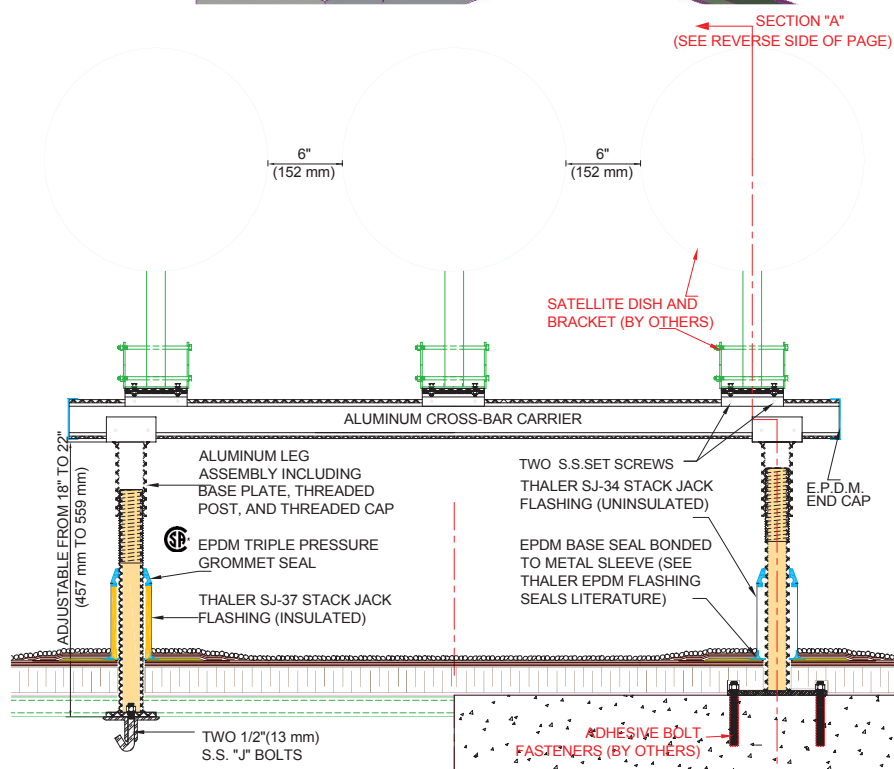 SECTION "A"
(SEE REVERSE SIDE OF PAGE)
6"
(152 mm)
6"
(152 mm)
SATELLITE DISH AND
BRACKET (BY OTHERS)
ALUMINUM CROSS-BAR CARRIER
ADJUSTABLE FROM 18" TO 22"
(457 mm TO 559 mm)
ALUMINUM LEG
ASSEMBLY INCLUDING
BASE PLATE, THREADED
POST, AND THREADED CAP
EPDM TRIPLE PRESSURE
GROMMET SEAL
THALER SJ-37 STACK JACK
FLASHING (INSULATED)
TWO S.S.SET SCREWS
THALER SJ-34 STACK JACK
FLASHING (UNINSULATED)
E.P.D.M.
END CAP
EPDM BASE SEAL BONDED
TO METAL SLEEVE (SEE
THALER EPDM FLASHING
SEALS LITERATURE)
TWO 1/2"(13 mm)
S.S. "J" BOLTS
ADHESIVE BOLT
FASTENERS (BY OTHERS)